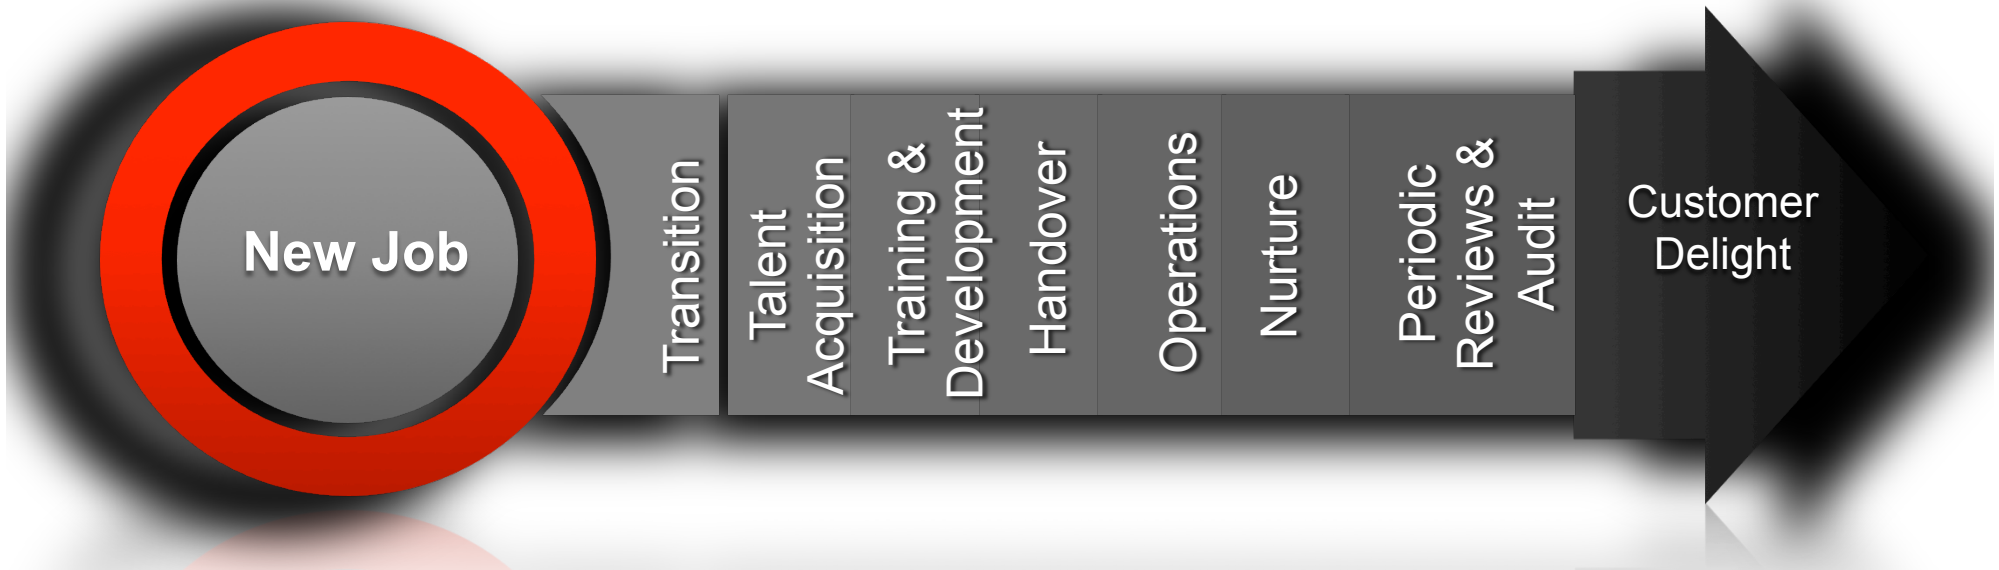 New Job
Transition
Talent
Acquisition
Training &
Development
Handover
Operations
Nurture
Periodic
Reviews &
Audit
Customer
Delight